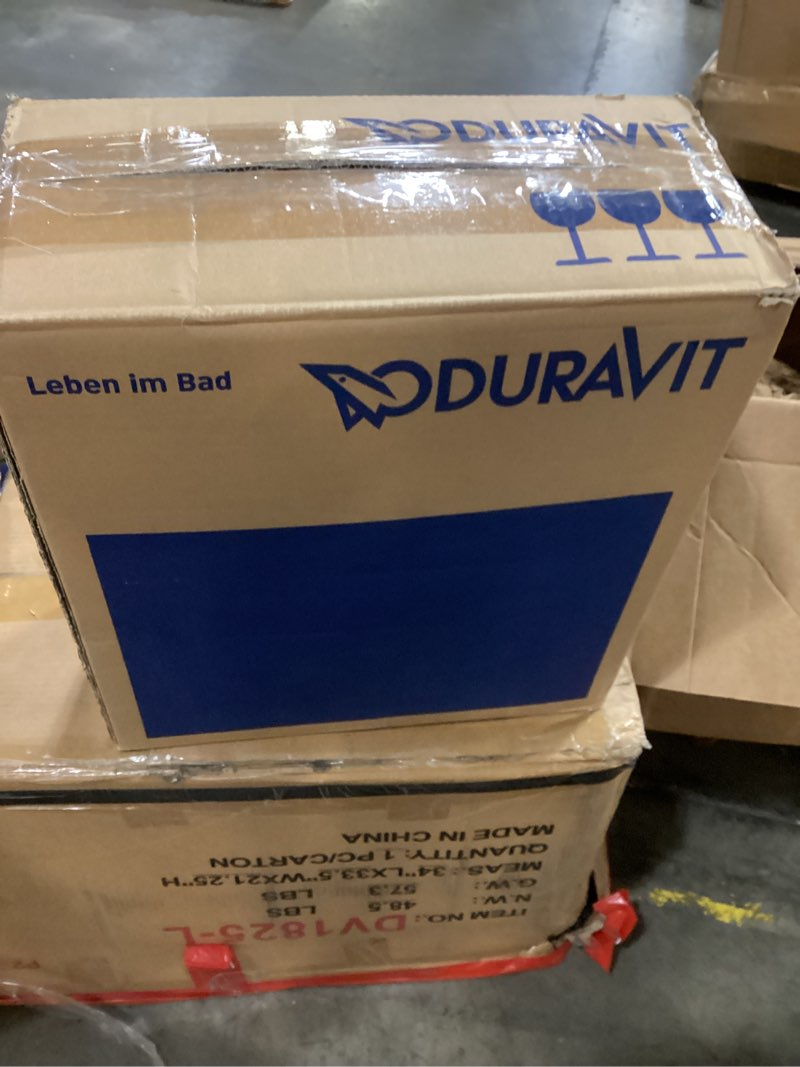 DURAVIT
Leben im Bad
DURAVIT
MADE IN CHINA
QUANTITY: 1 PC/CARTON
MEAS.: 34"LX33.5"WX21.25"H
G.W.: 57.3 LBS
N.W.: 48.5 LBS
ITEM NO.: DV1825-L